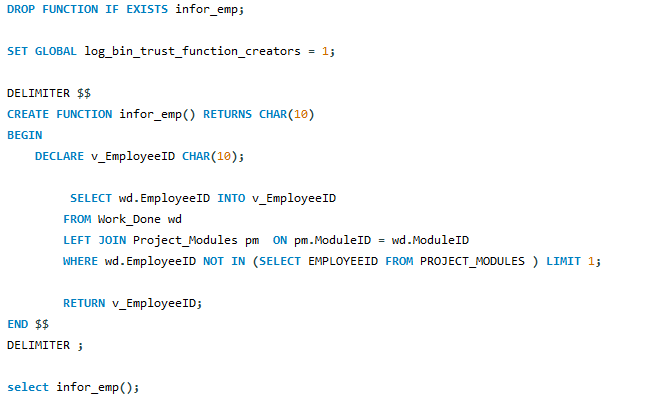 DROP FUNCTION IF EXISTS infor_emp;
SET GLOBAL log_bin_trust_function_creators = 1;
DELIMITER $$
CREATE FUNCTION infor_emp() RETURNS CHAR(10)
BEGIN
DECLARE v_EmployeeID CHAR(10);
SELECT wd.EmployeeID INTO v_EmployeeID
FROM Work_Done wd
LEFT JOIN Project_Modules pm  ON pm.ModuleID = wd.ModuleID
WHERE wd.EmployeeID NOT IN (SELECT EMPLOYEEID FROM PROJECT_MODULES ) LIMIT 1;
RETURN v_EmployeeID;
END $$
DELIMITER ;
select infor_emp();